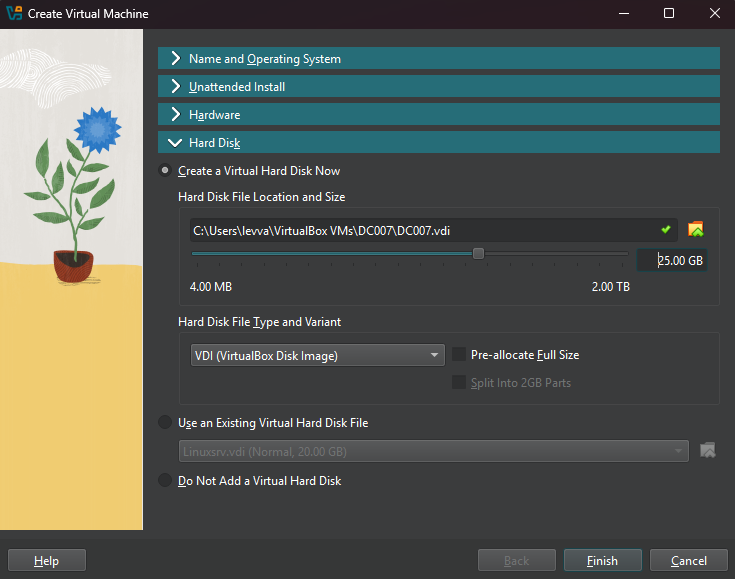 Create Virtual Machine
Name and Operating System
Unattended Install
Hardware
Hard Disk
Create a Virtual Hard Disk Now
Hard Disk File Location and Size
C:\Users\levva\VirtualBox VMs\DC007\DC007.vdi
25.00 GB
4.00 MB 2.00 TB
Hard Disk File Type and Variant
VDI (VirtualBox Disk Image) Pre-allocate Full Size
Split Into 2GB Parts
Use an Existing Virtual Hard Disk File
Linuxsrv.vdi (Normal, 20.00 GB)
Do Not Add a Virtual Hard Disk
Help Back Finish Cancel